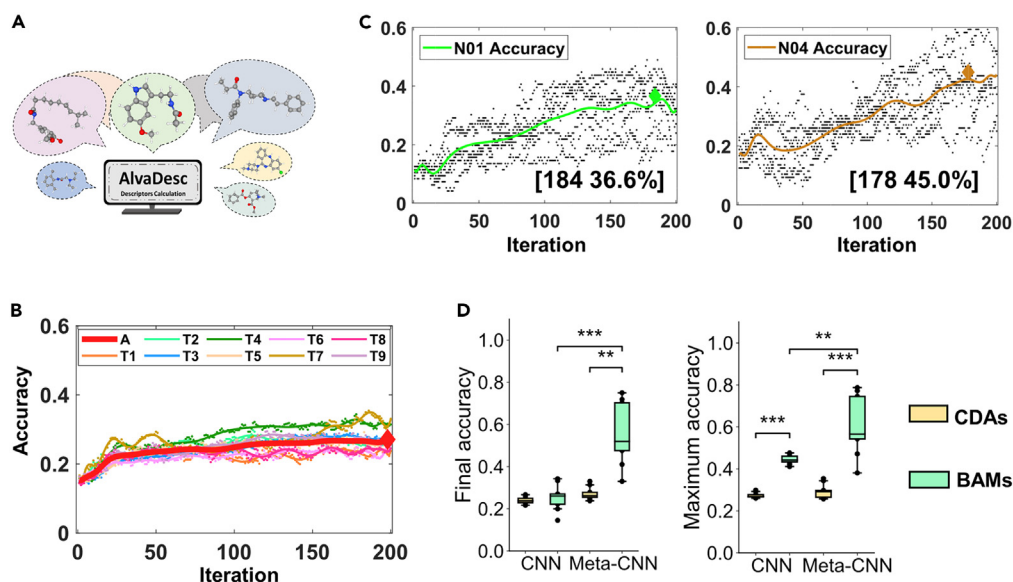 A
AlvaDesc
Descriptors Calculation
B
Accuracy
0.6
0.4
0.2
0
A T2 T4 T6 T8
T1 T3 T5 T7 T9
0 50 100 150 200
Iteration
C
0.6
0.4
0.2
0
N01 Accuracy
[184 36.6%]
0 50 100 150 200
Iteration
0.6
0.4
0.2
0
N04 Accuracy
[178 45.0%]
0 50 100 150 200
Iteration
D
Final accuracy
1.0
0.8
0.6
0.4
0.2
0.0
***
**
CNN Meta-CNN
Maximum accuracy
1.0
0.8
0.6
0.4
0.2
0.0
**
***
***
CNN Meta-CNN
CDAs
BAMs